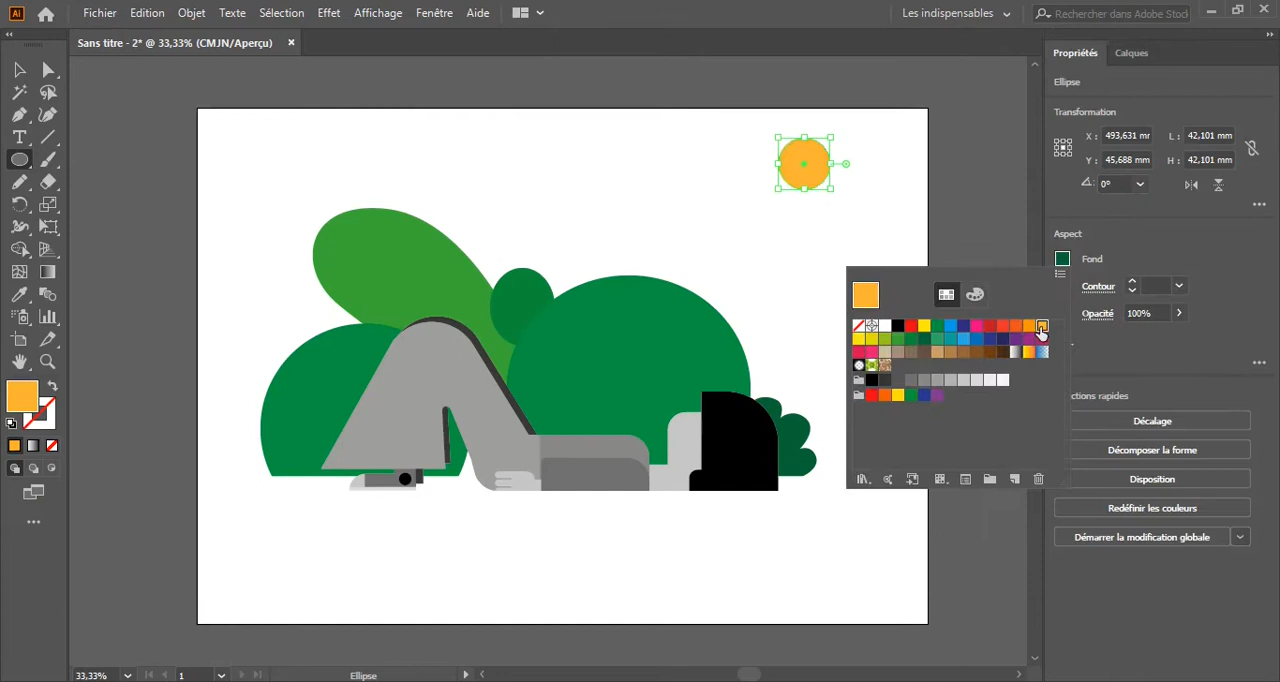 Ai Fichier Edition Objet Texte Sélection Effet Affichage Fenêtre Aide Les indispensables Rechercher dans Adobe Stock
Sans titre - 2* @ 33,33% (CMJN/Aperçu) ×
Propriétés Calques
Ellipse
Transformation
X : 493,631 mm L : 42,101 mm
Y : 45,688 mm H : 42,101 mm
0°
Aspect
Fond
Contour
Opacité 100%
ctions rapides
Décalage
Décomposer la forme
Disposition
Redéfinir les couleurs
Démarrer la modification globale
33,33% 1 Ellipse